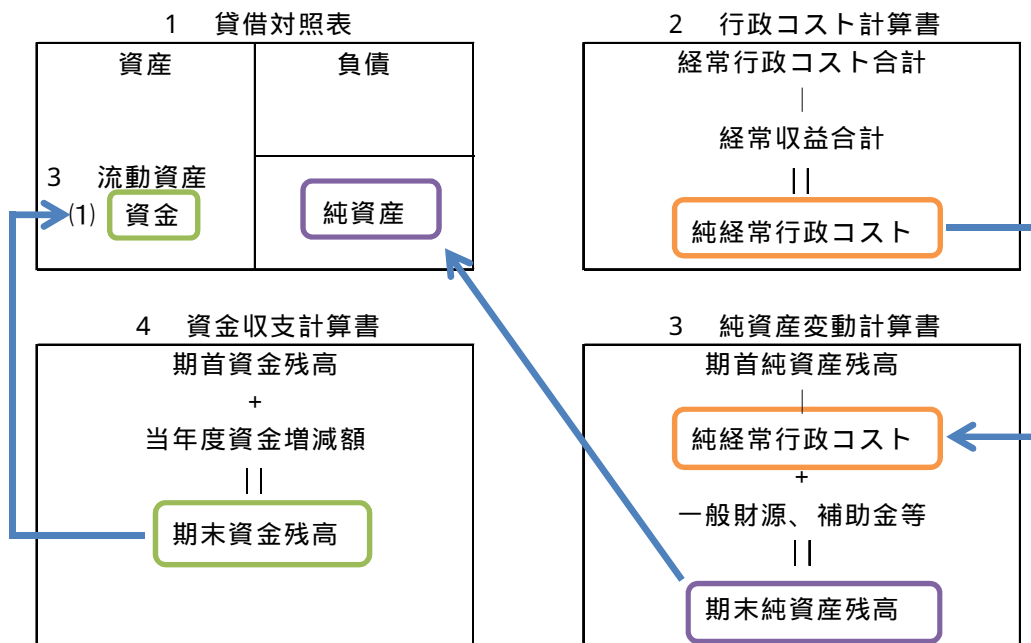 1 貸借対照表
資産
負債
3 流動資産
(1) 資金
純資産
2 行政コスト計算書
経常行政コスト合計
|
経常収益合計
||
純経常行政コスト
4 資金収支計算書
期首資金残高
+
当年度資金増減額
||
期末資金残高
3 純資産変動計算書
期首純資産残高
|
純経常行政コスト
+
一般財源、補助金等
||
期末純資産残高